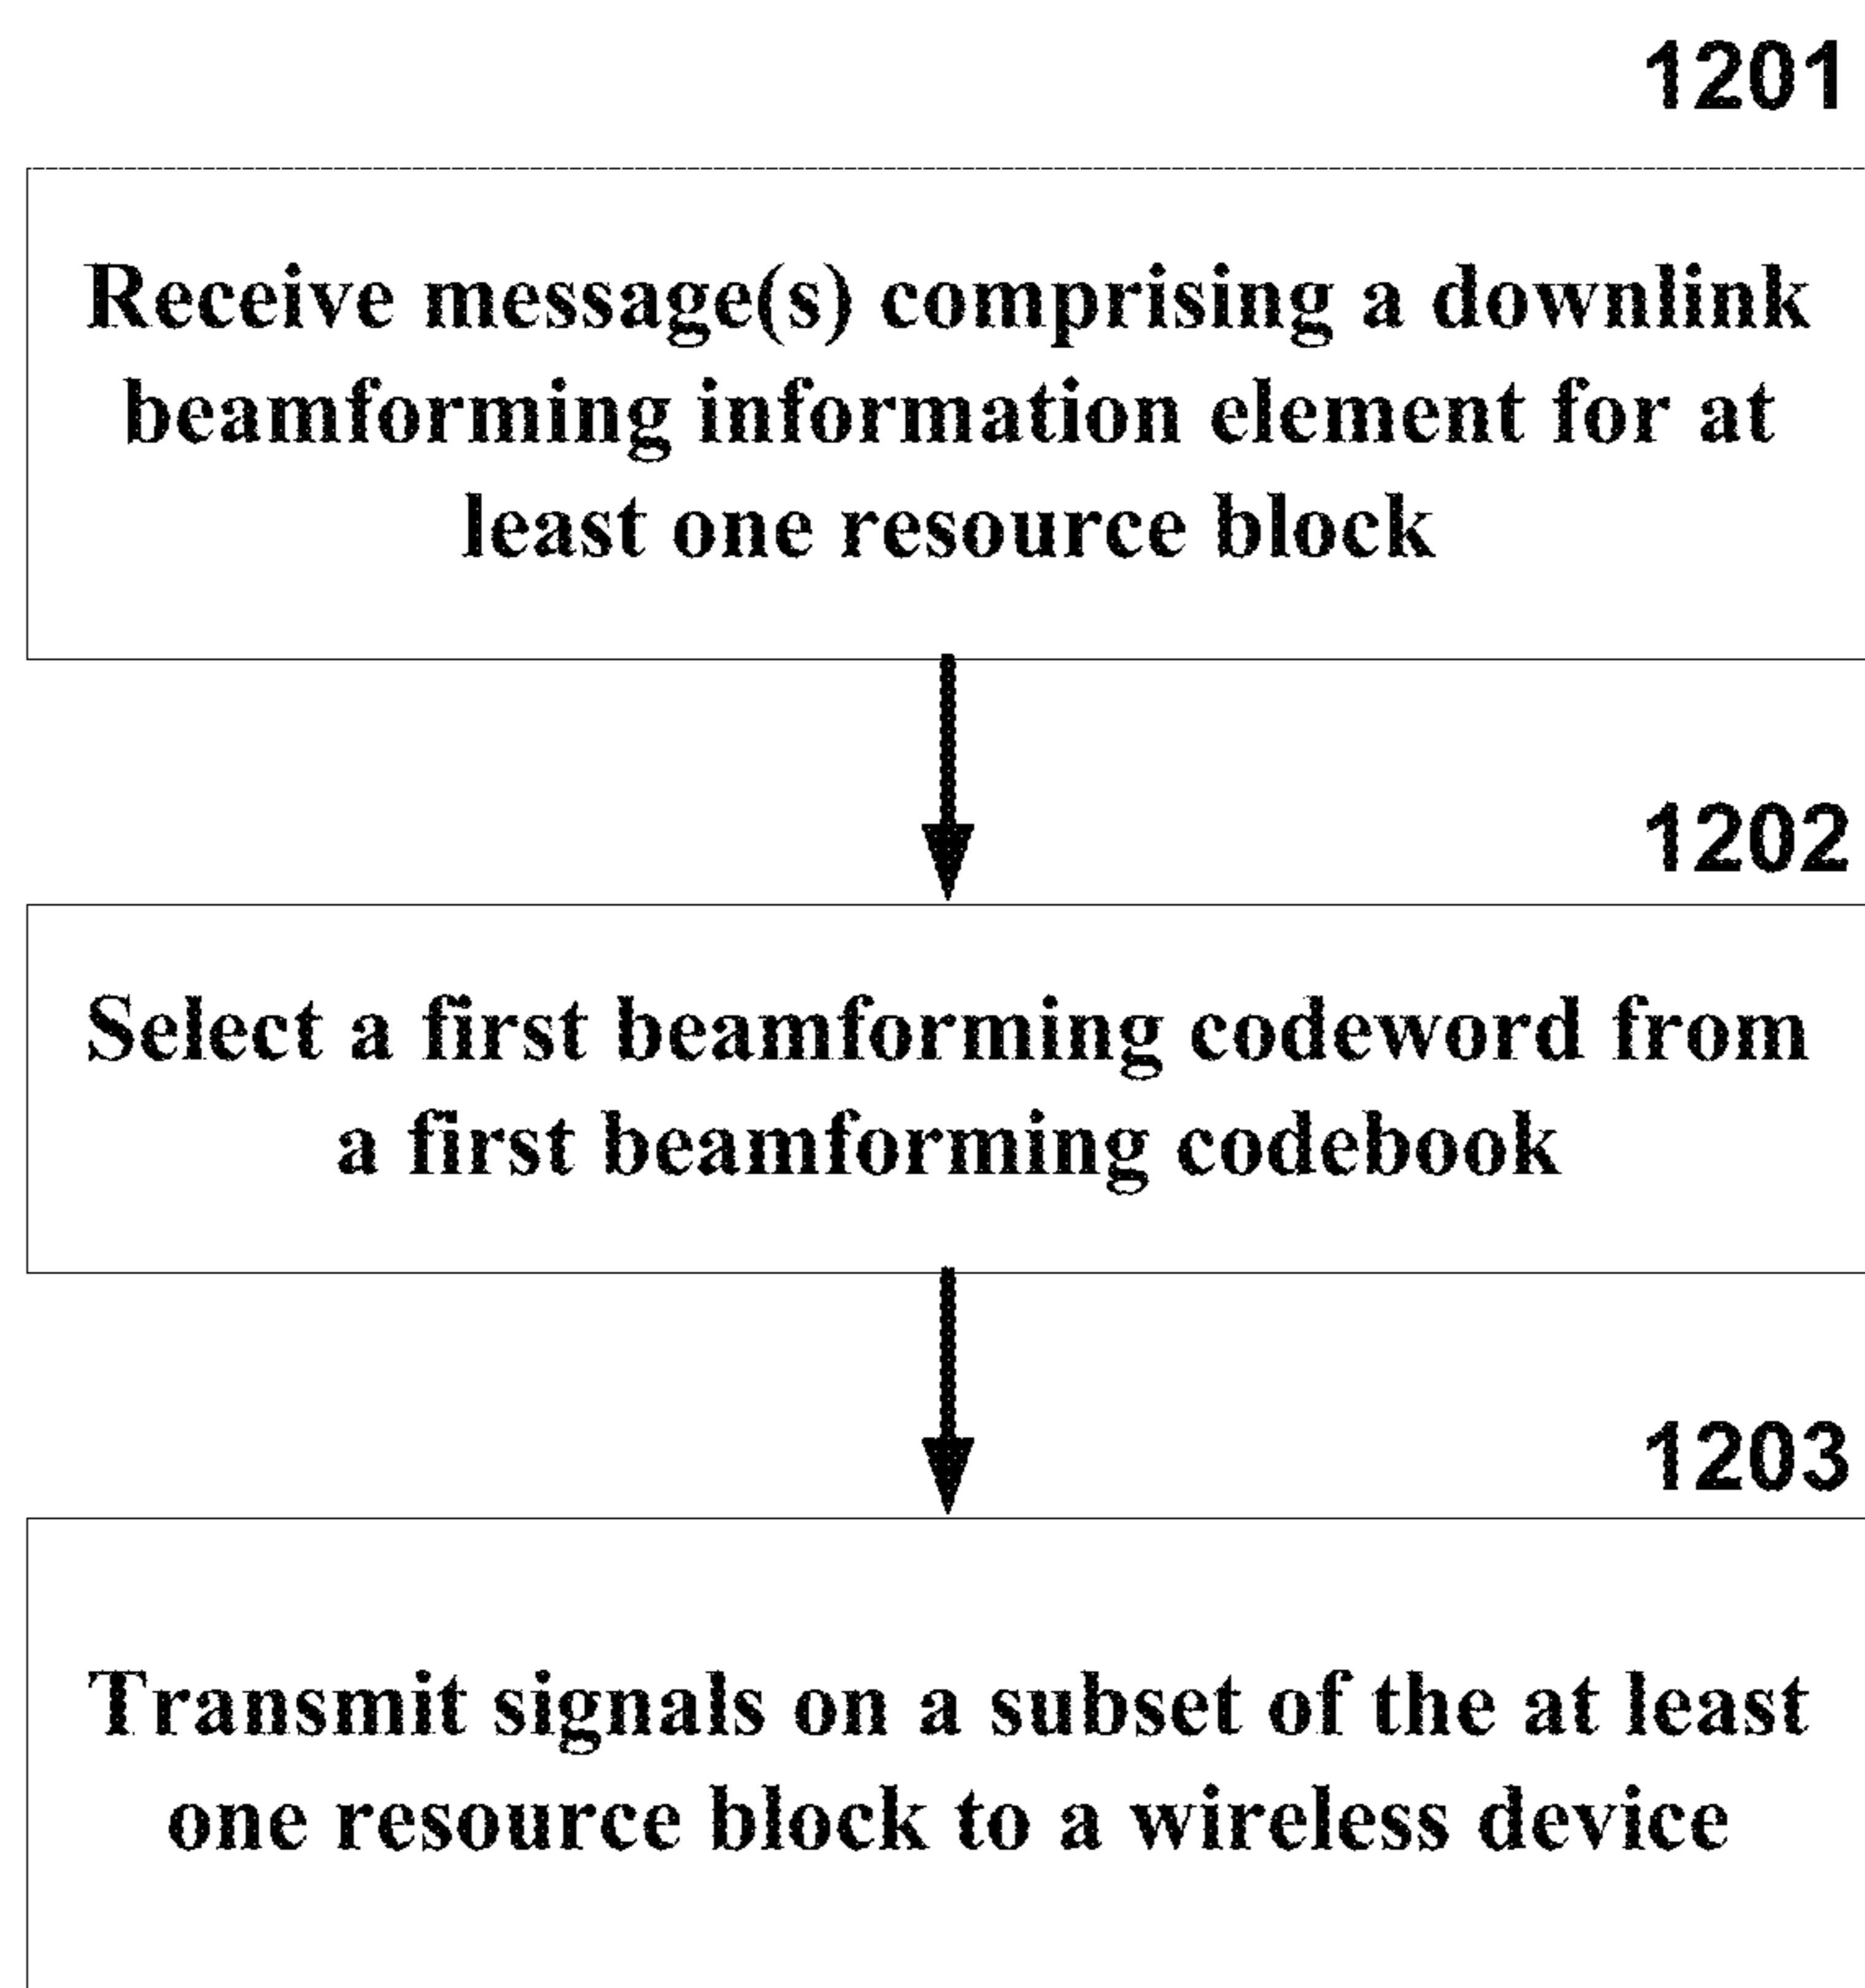 1201
Receive message(s) comprising a downlink
beamforming information element for at
least one resource block
1202
Select a first beamforming codeword from
a first beamforming codebook
1203
Transmit signals on a subset of the at least
one resource block to a wireless device